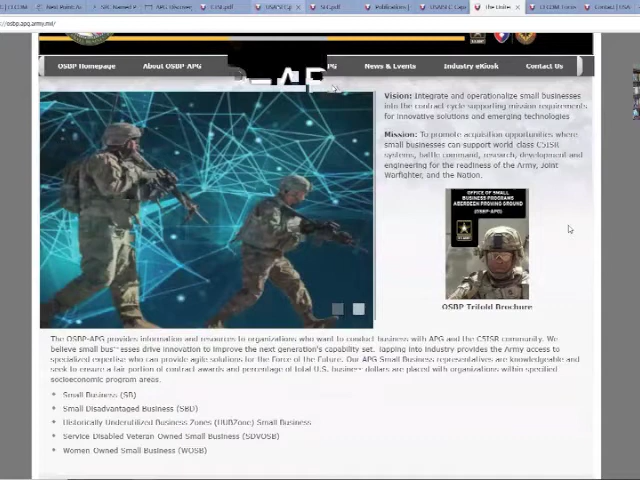 osbp.apg.army.mil/
OSBP Homepage
About OSBP APG
News & Events
Industry eKiosk
Contact Us
Vision: Integrate and operationalize small businesses
into the contract cycle supporting mission requirements
for innovative solutions and emerging technologies
Mission: To promote acquisition opportunities where
small businesses can support world class C5ISR
systems, battle command, research, development and
engineering for the readiness of the Army, Joint
Warfighter, and the Nation.
OFFICE OF SMALL
BUSINESS PROGRAMS
ABERDEEN PROVING GROUND
(OSBP-APG)
OSBP Trifold Brochure
The OSBP-APG provides information and resources to organizations who want to conduct business with APG and the C5ISR community. We
believe small businesses drive innovation to improve the next generation's capability set. Tapping into industry provides the Army access to
specialized expertise who can provide agile solutions for the Force of the Future. Our APG Small Business representatives are knowledgeable and
seek to ensure a fair portion of contract awards and percentage of total U.S. business dollars are placed with organizations within specified
socioeconomic program areas.
Small Business (SB)
Small Disadvantaged Business (SBD)
Historically Underutilized Business Zones (HUBZone) Small Business
Service Disabled Veteran Owned Small Business (SDVOSB)
Women Owned Small Business (WOSB)